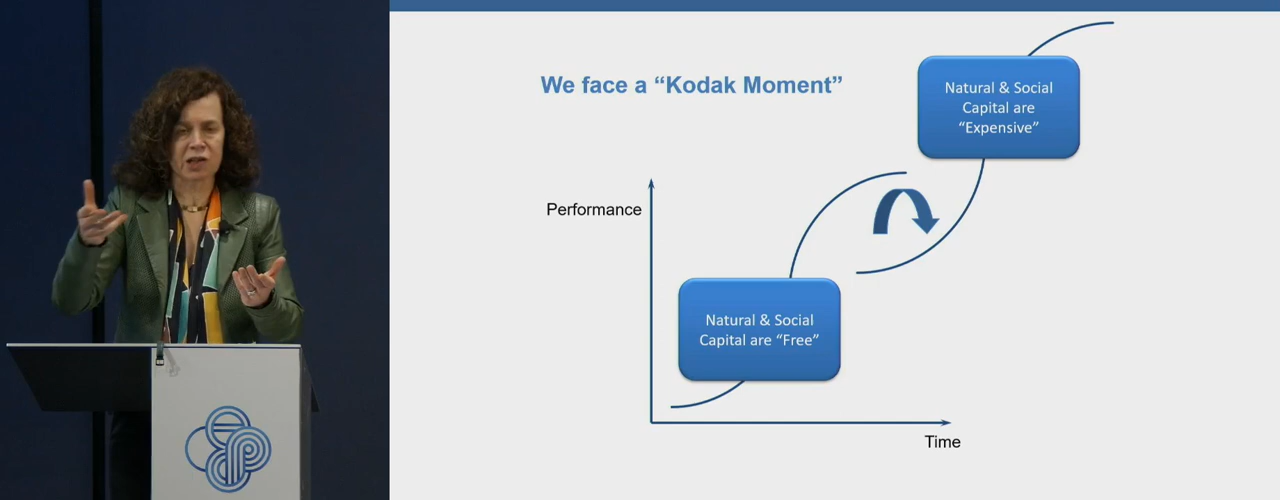 We face a “Kodak Moment”
Natural & Social
Capital are
“Expensive”
Performance
Natural & Social
Capital are “Free”
Time